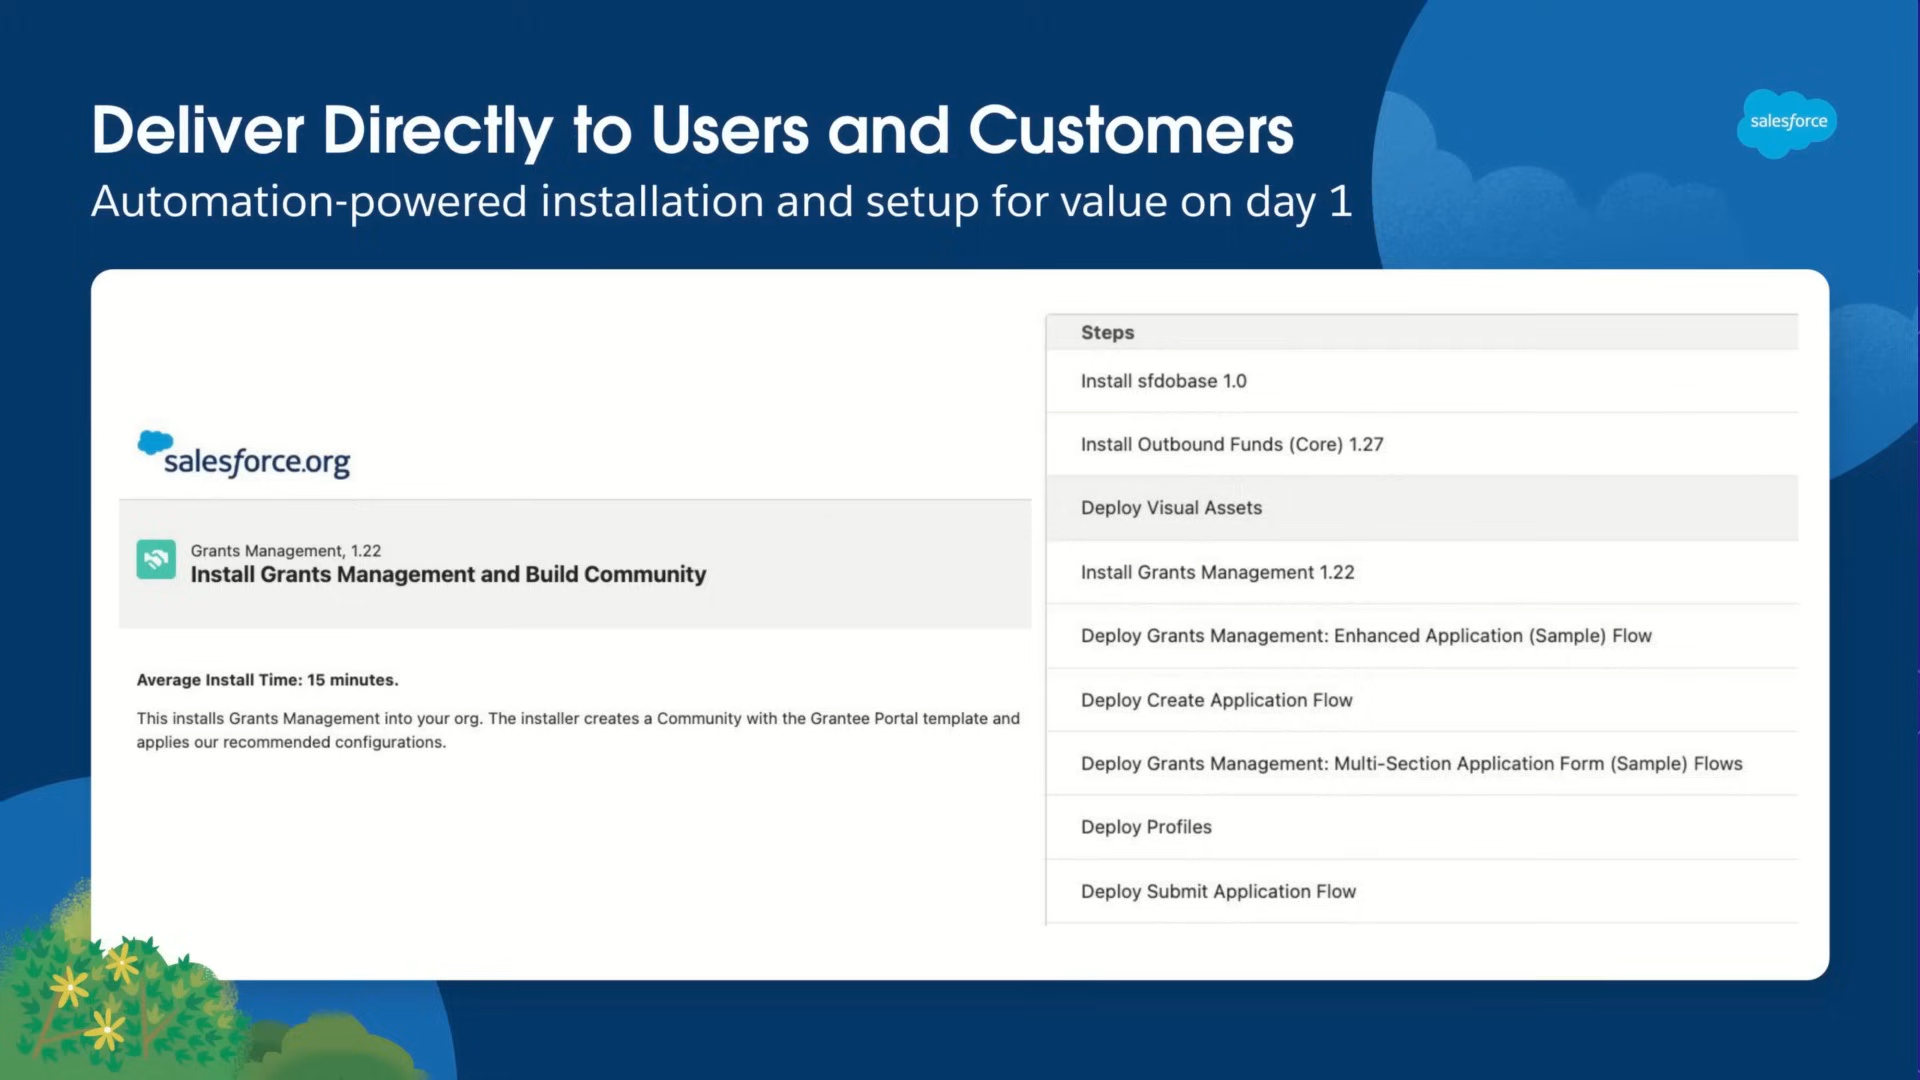 Deliver Directly to Users and Customers
Automation-powered installation and setup for value on day 1
salesforce
salesforce.org
Grants Management, 1.22
Install Grants Management and Build Community
Average Install Time: 15 minutes.
This installs Grants Management into your org. The installer creates a Community with the Grantee Portal template and
applies our recommended configurations.
Steps
Install sfdobase 1.0
Install Outbound Funds (Core) 1.27
Deploy Visual Assets
Install Grants Management 1.22
Deploy Grants Management: Enhanced Application (Sample) Flow
Deploy Create Application Flow
Deploy Grants Management: Multi-Section Application Form (Sample) Flows
Deploy Profiles
Deploy Submit Application Flow